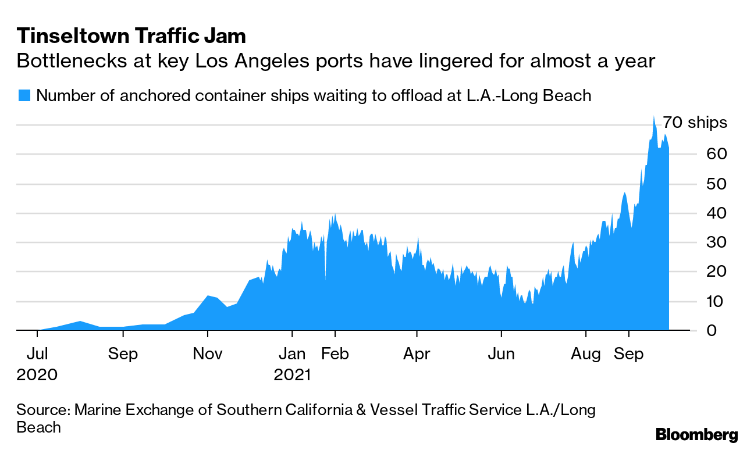 Tinseltown Traffic Jam
Bottlenecks at key Los Angeles ports have lingered for almost a year
Number of anchored container ships waiting to offload at L.A.-Long Beach
70 ships
60
50
40
30
20
10
0
Jul Sep Nov Jan Feb Apr Jun Aug Sep
2020 2021
Source: Marine Exchange of Southern California & Vessel Traffic Service L.A./Long
Beach
Bloomberg